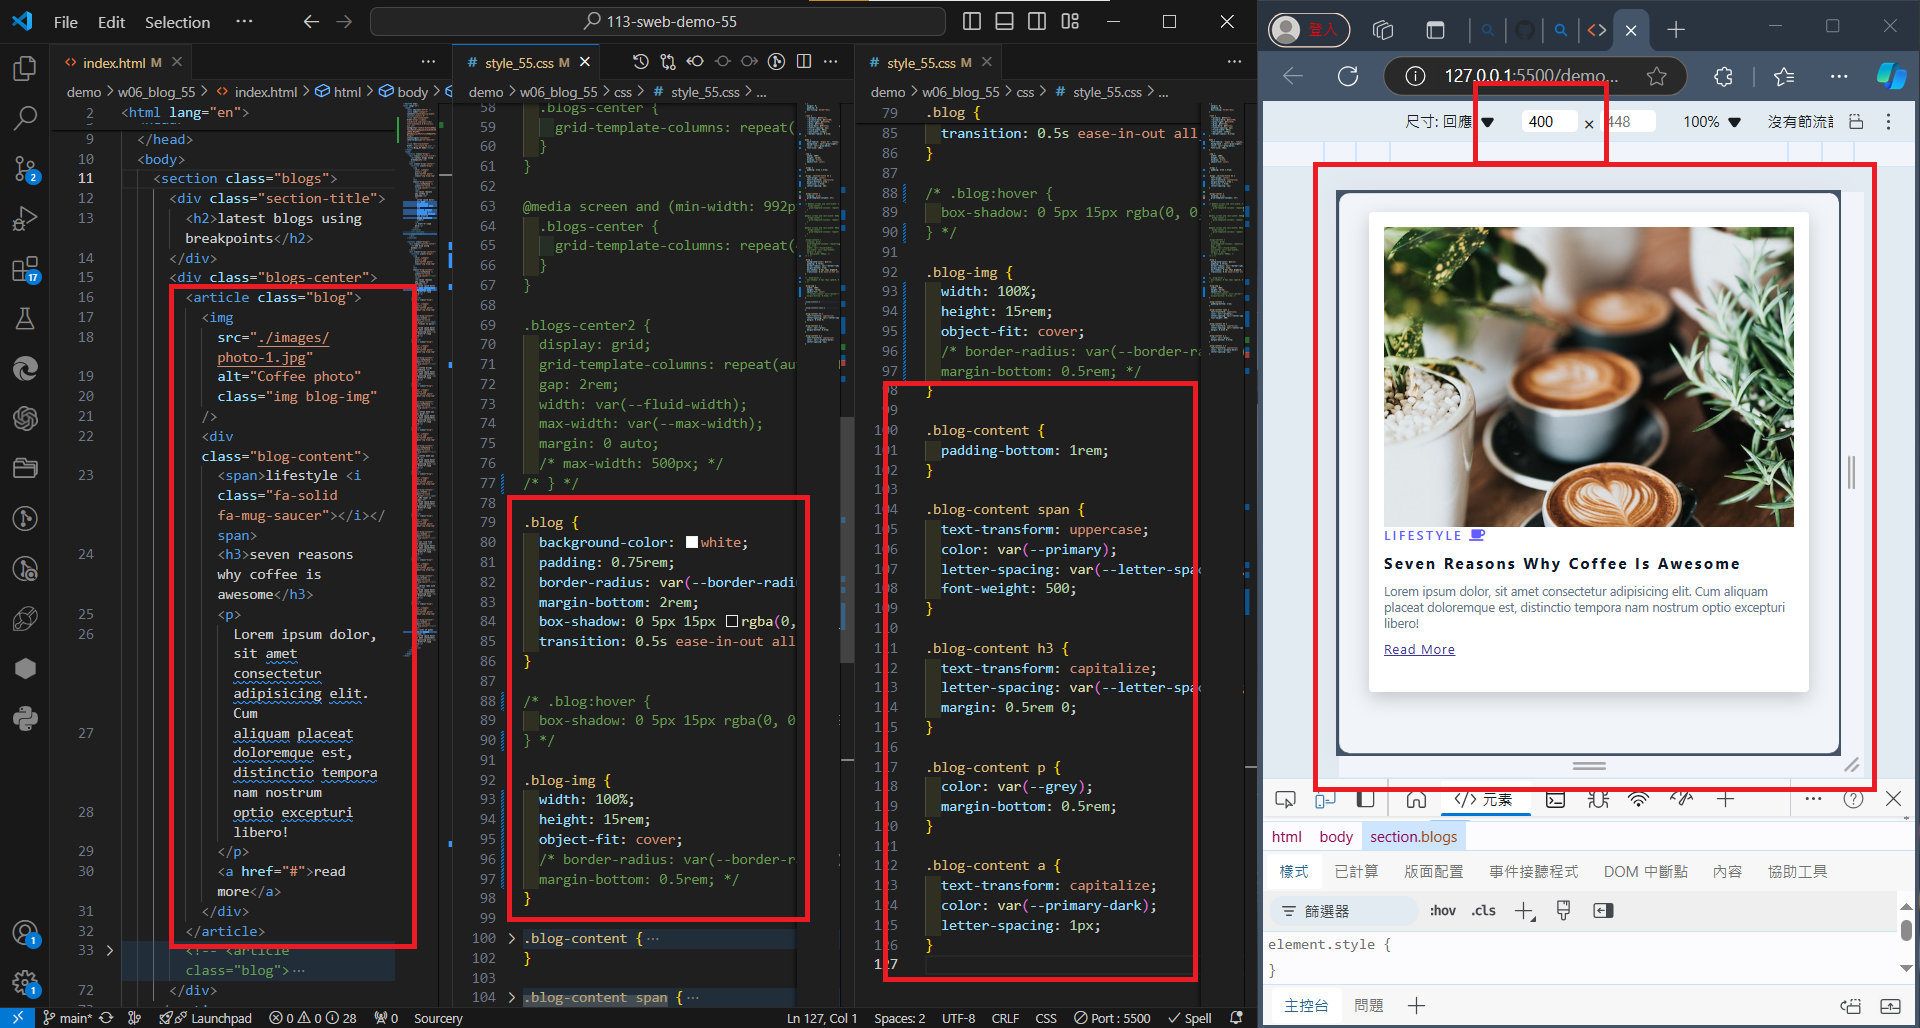 File Edit Selection ··· 113-sweb-demo-55
登入
index.html M
demo > w06_blog_55 > index.html > html > body
2 <html lang="en">
9 </head>
10 <body>
11 <section class="blogs">
12 <div class="section-title">
13 <h2>latest blogs using
breakpoints</h2>
14 </div>
15 <div class="blogs-center">
16 <article class="blog">
17 <img
18 src="./images/
photo-1.jpg"
19 alt="Coffee photo"
20 class="img blog-img"
21 />
22 <div
class="blog-content">
23 <span>lifestyle <i
class="fa-solid
fa-mug-saucer"></i></
span>
24 <h3>seven reasons
why coffee is
awesome</h3>
25 <p>
26 Lorem ipsum dolor,
sit amet
consectetur
adipisicing elit.
Cum
27 aliquam placeat
doloremque est,
distinctio tempora
nam nostrum
28 optio excepturi
libero!
29 </p>
30 <a href="#">read
more</a>
31 </div>
32 </article>
33 <!-- <article
class="blog"> ···
72 </div>
style_55.css M
demo > w06_blog_55 > css > style_55.css > ...
58 .blogs-center {
59 grid-template-columns: repeat(
60 }
61 }
62
63 @media screen and (min-width: 992p
64 .blogs-center {
65 grid-template-columns: repeat(
66 }
67 }
68
69 .blogs-center2 {
70 display: grid;
71 grid-template-columns: repeat(au
72 gap: 2rem;
73 width: var(--fluid-width);
74 max-width: var(--max-width);
75 margin: 0 auto;
76 /* max-width: 500px; */
77 /* } */
78
79 .blog {
80 background-color: white;
81 padding: 0.75rem;
82 border-radius: var(--border-radi
83 margin-bottom: 2rem;
84 box-shadow: 0 5px 15px rgba(0,
85 transition: 0.5s ease-in-out all
86 }
87
88 /* .blog:hover {
89 box-shadow: 0 5px 15px rgba(0, 0
90 } */
91
92 .blog-img {
93 width: 100%;
94 height: 15rem;
95 object-fit: cover;
96 /* border-radius: var(--border-r
97 margin-bottom: 0.5rem; */
98 }
99
100 .blog-content { ···
102 }
103
104 .blog-content span { ···
style_55.css M
demo > w06_blog_55 > css > style_55.css > ...
79 .blog {
85 transition: 0.5s ease-in-out all
86 }
87
88 /* .blog:hover {
89 box-shadow: 0 5px 15px rgba(0, 0
90 } */
91
92 .blog-img {
93 width: 100%;
94 height: 15rem;
95 object-fit: cover;
96 /* border-radius: var(--border-ra
97 margin-bottom: 0.5rem; */
98 }
99
100 .blog-content {
101 padding-bottom: 1rem;
102 }
103
104 .blog-content span {
105 text-transform: uppercase;
106 color: var(--primary);
107 letter-spacing: var(--letter-spa
108 font-weight: 500;
109 }
110
111 .blog-content h3 {
112 text-transform: capitalize;
113 letter-spacing: var(--letter-spa
114 margin: 0.5rem 0;
115 }
116
117 .blog-content p {
118 color: var(--grey);
119 margin-bottom: 0.5rem;
120 }
121
122 .blog-content a {
123 text-transform: capitalize;
124 color: var(--primary-dark);
125 letter-spacing: 1px;
126 }
127
127.0.0.1:5500/demo...
尺寸: 回應 400 × 448 100% 沒有節流
LIFESTYLE
Seven Reasons Why Coffee Is Awesome
Lorem ipsum dolor, sit amet consectetur adipisicing elit. Cum aliquam
placeat doloremque est, distinctio tempora nam nostrum optio excepturi
libero!
Read More
元素
html body section.blogs
樣式 已計算 版面配置 事件接聽程式 DOM 中斷點 內容 協助工具
篩選器 :hov .cls
element.style {
}
主控台 問題
main* Launchpad 0 0 28 0 Sourcery Ln 127, Col 1 Spaces: 2 UTF-8 CRLF CSS Port : 5500 Spell
2
17
1
1